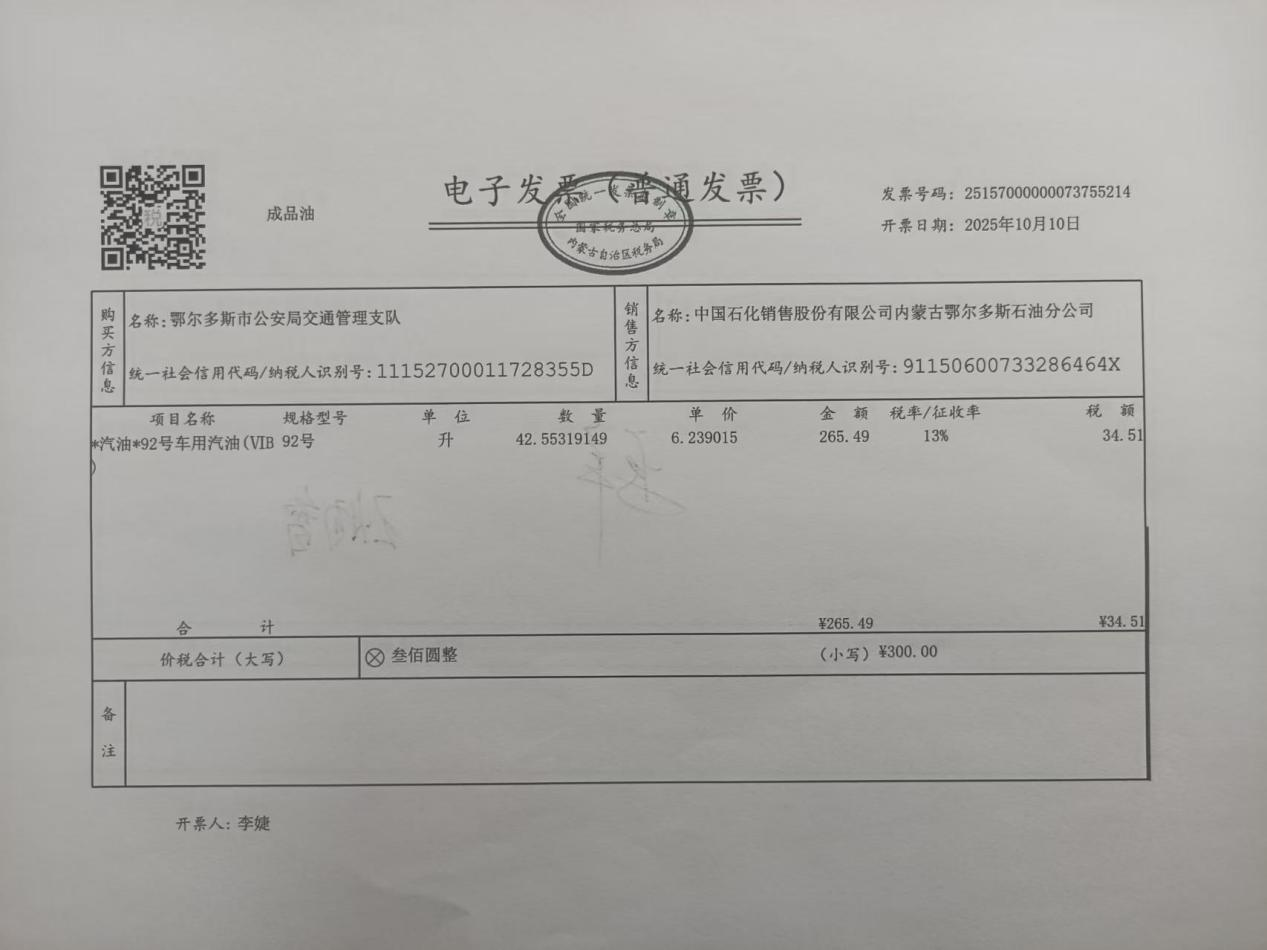 电子发票（普通发票）
成品油
税
全国统一发票监制章
国家税务总局
内蒙古自治区税务局
发票号码：25157000000073755214
开票日期：2025年10月10日
购买方信息
名称：鄂尔多斯市公安局交通管理支队
统一社会信用代码/纳税人识别号：11152700011728355D
销售方信息
名称：中国石化销售股份有限公司内蒙古鄂尔多斯石油分公司
统一社会信用代码/纳税人识别号：91150600733286464X
项目名称 规格型号 单 位 数 量 单 价 金 额 税率/征收率 税 额
*汽油*92号车用汽油(VIB 92号 升 42.55319149 6.239015 265.49 13% 34.51
)
合 计 ¥265.49 ¥34.51
价税合计（大写） ⊗ 叁佰圆整 （小写）¥300.00
备注
开票人：李婕